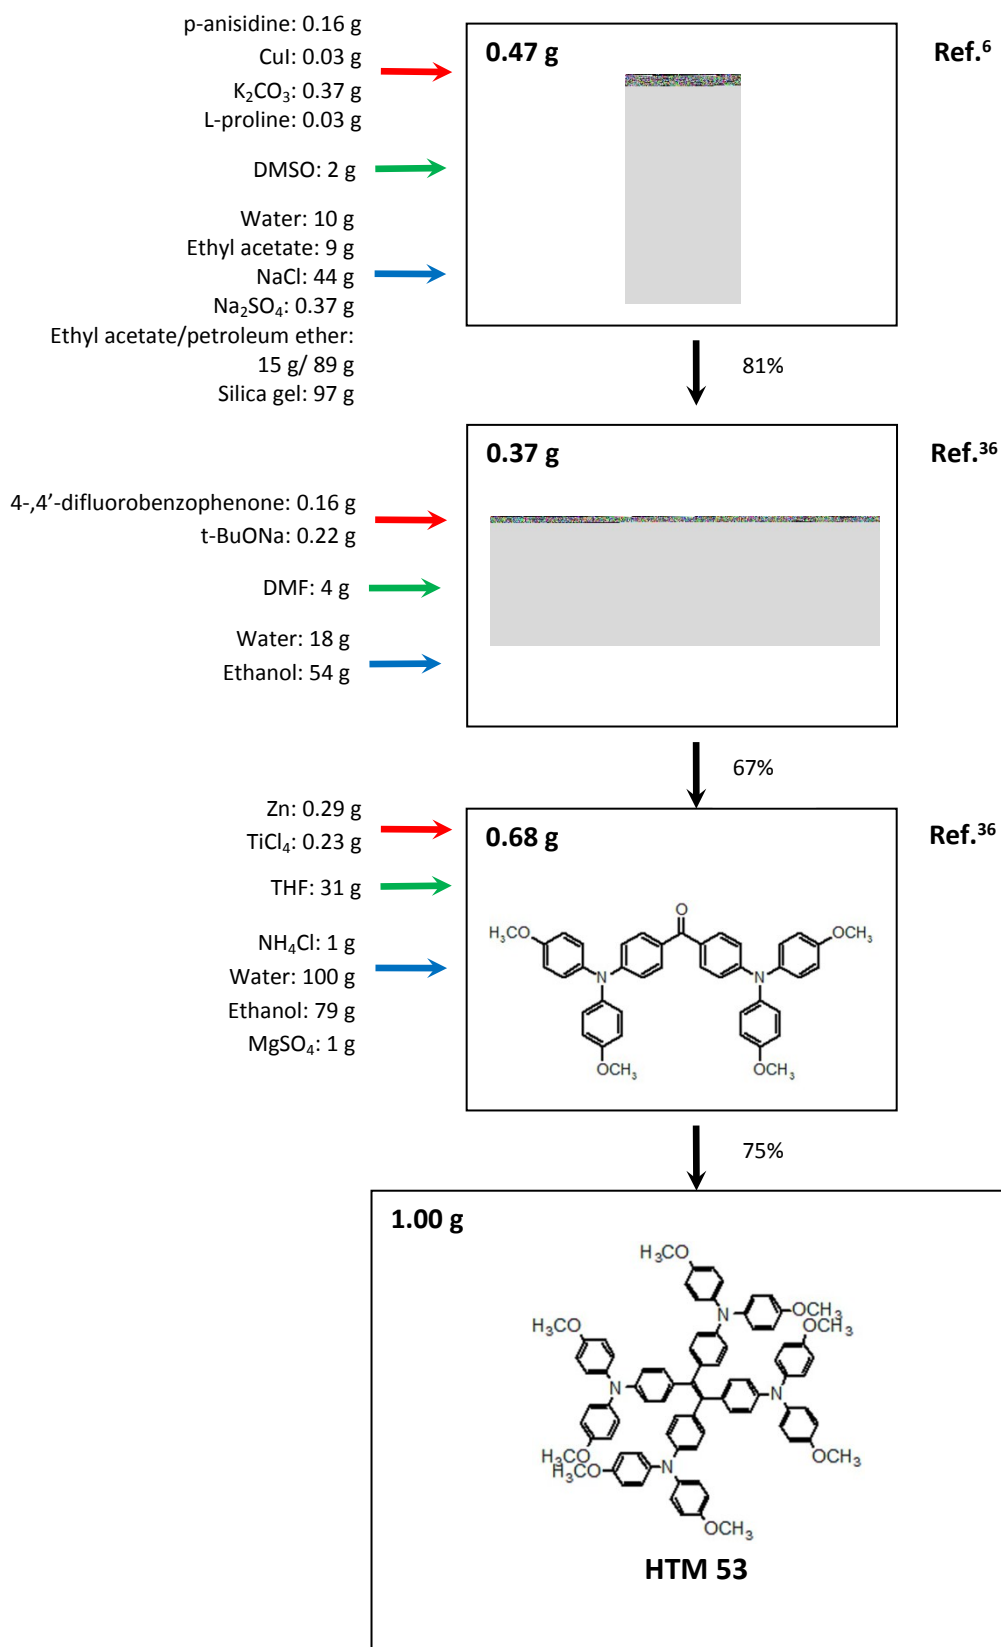 p-anisidine: 0.16 g
CuI: 0.03 g
K₂CO₃: 0.37 g
L-proline: 0.03 g
DMSO: 2 g
Water: 10 g
Ethyl acetate: 9 g
NaCl: 44 g
Na₂SO₄: 0.37 g
Ethyl acetate/petroleum ether:
15 g/ 89 g
Silica gel: 97 g
0.47 g
Ref.⁶
81%
4-,4’-difluorobenzophenone: 0.16 g
t-BuONa: 0.22 g
DMF: 4 g
Water: 18 g
Ethanol: 54 g
0.37 g
Ref.³⁶
67%
Zn: 0.29 g
TiCl₄: 0.23 g
THF: 31 g
NH₄Cl: 1 g
Water: 100 g
Ethanol: 79 g
MgSO₄: 1 g
0.68 g
Ref.³⁶
O
H₃CO
OCH₃
N
N
OCH₃
OCH₃
75%
1.00 g
H₃CO
N
OCH₃
H₃CO
OCH₃
N
N
OCH₃
OCH₃
H₃CO
N
OCH₃
HTM 53